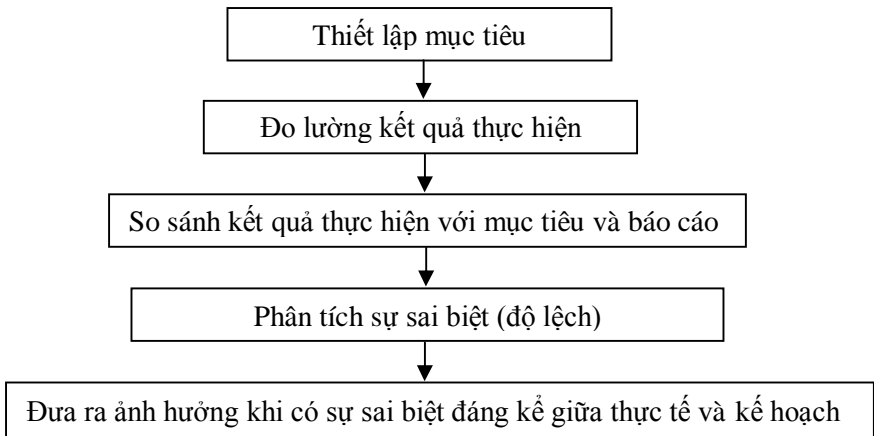 Thiết lập mục tiêu
Đo lường kết quả thực hiện
So sánh kết quả thực hiện với mục tiêu và báo cáo
Phân tích sự sai biệt (độ lệch)
Đưa ra ảnh hưởng khi có sự sai biệt đáng kể giữa thực tế và kế hoạch